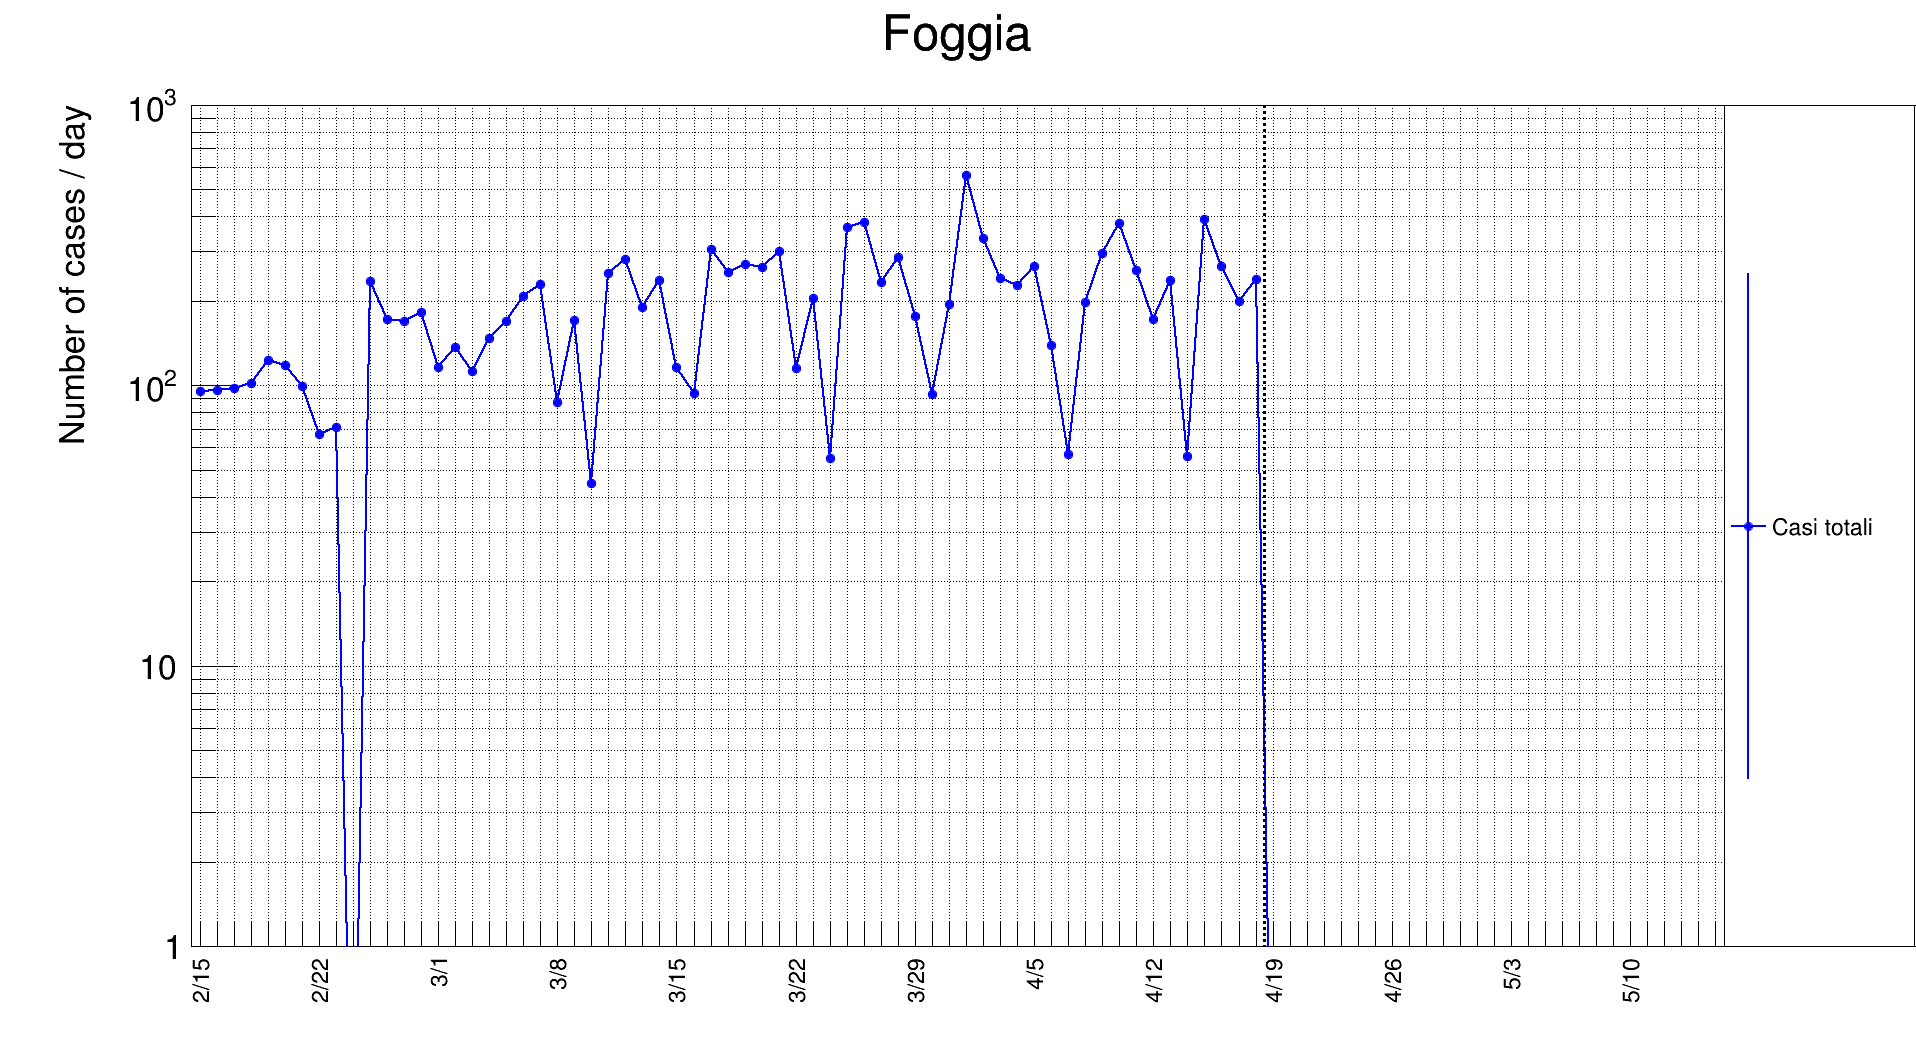 Foggia
Number of cases / day
10³
10²
10
1
2/15 2/22 3/1 3/8 3/15 3/22 3/29 4/5 4/12 4/19 4/26 5/3 5/10
Casi totali